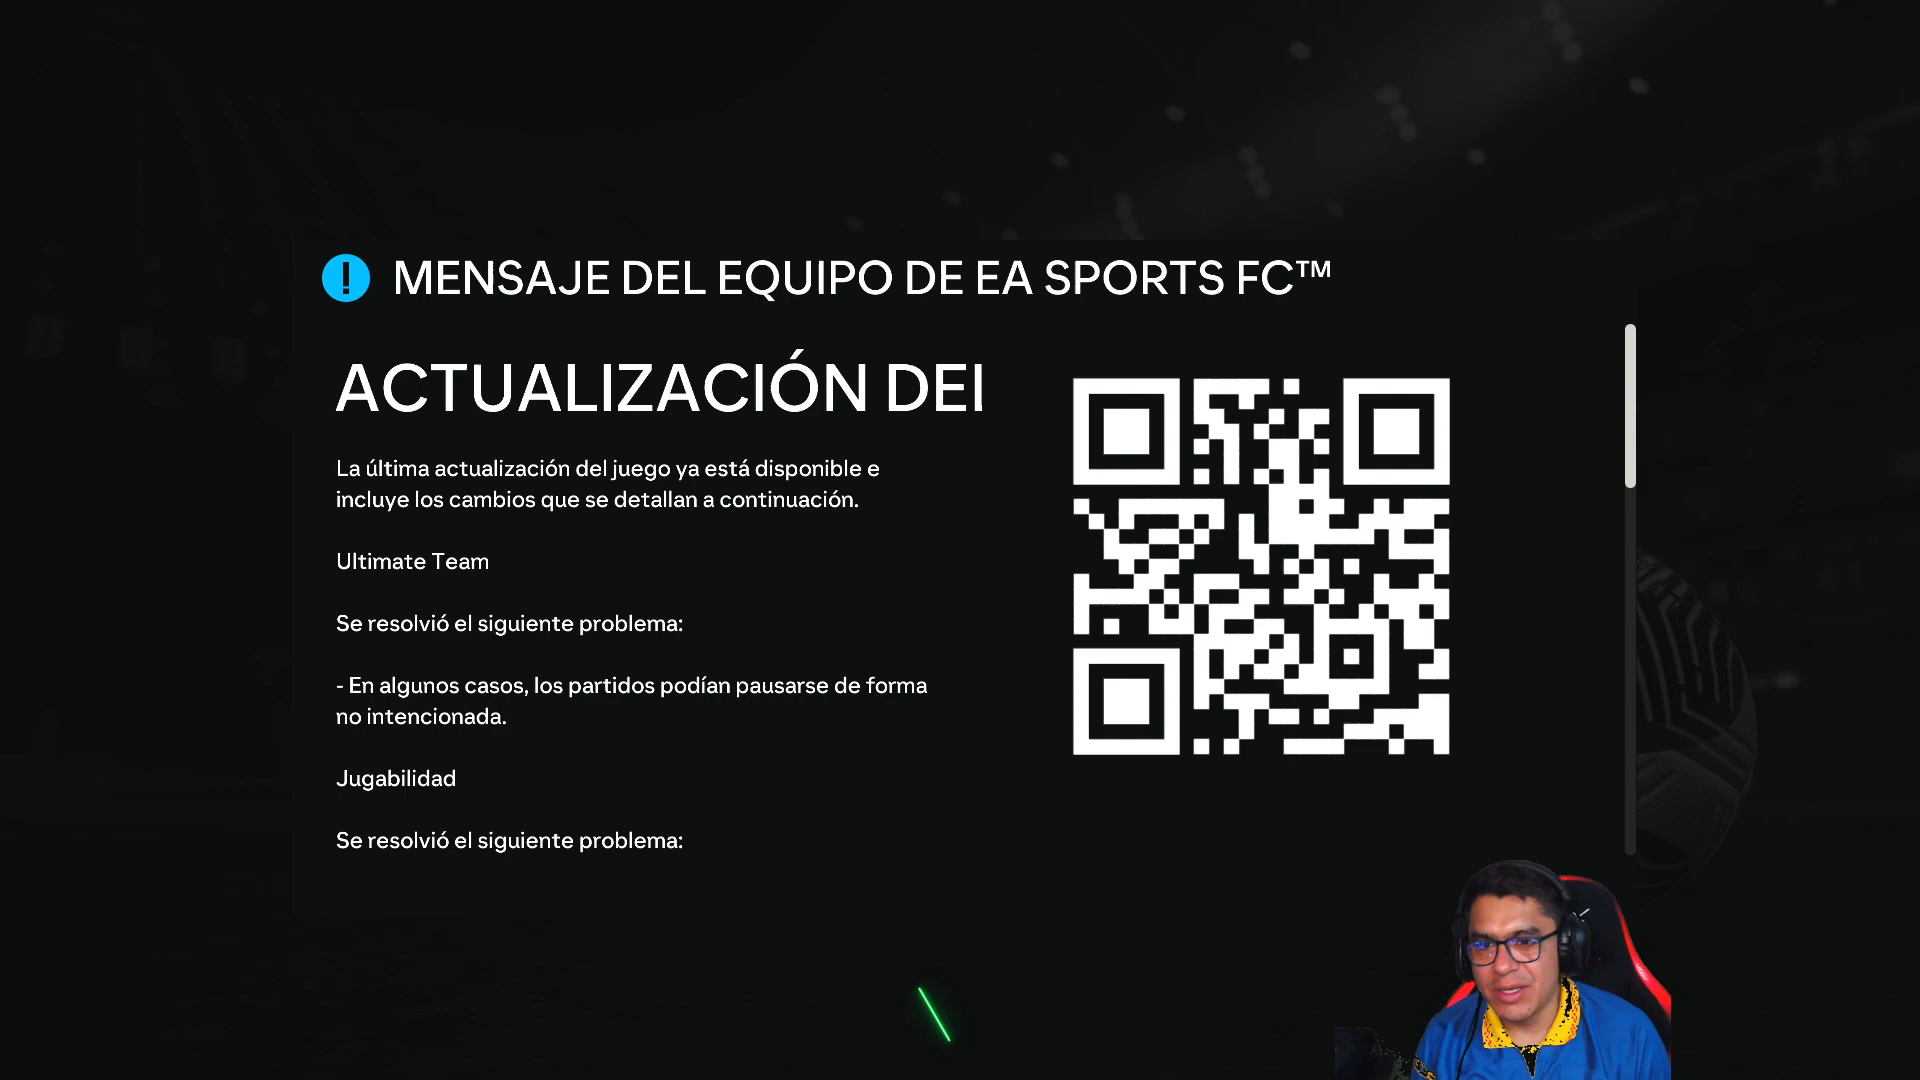 MENSAJE DEL EQUIPO DE EA SPORTS FC™
ACTUALIZACIÓN DEI
La última actualización del juego ya está disponible e
incluye los cambios que se detallan a continuación.
Ultimate Team
Se resolvió el siguiente problema:
- En algunos casos, los partidos podían pausarse de forma
no intencionada.
Jugabilidad
Se resolvió el siguiente problema: